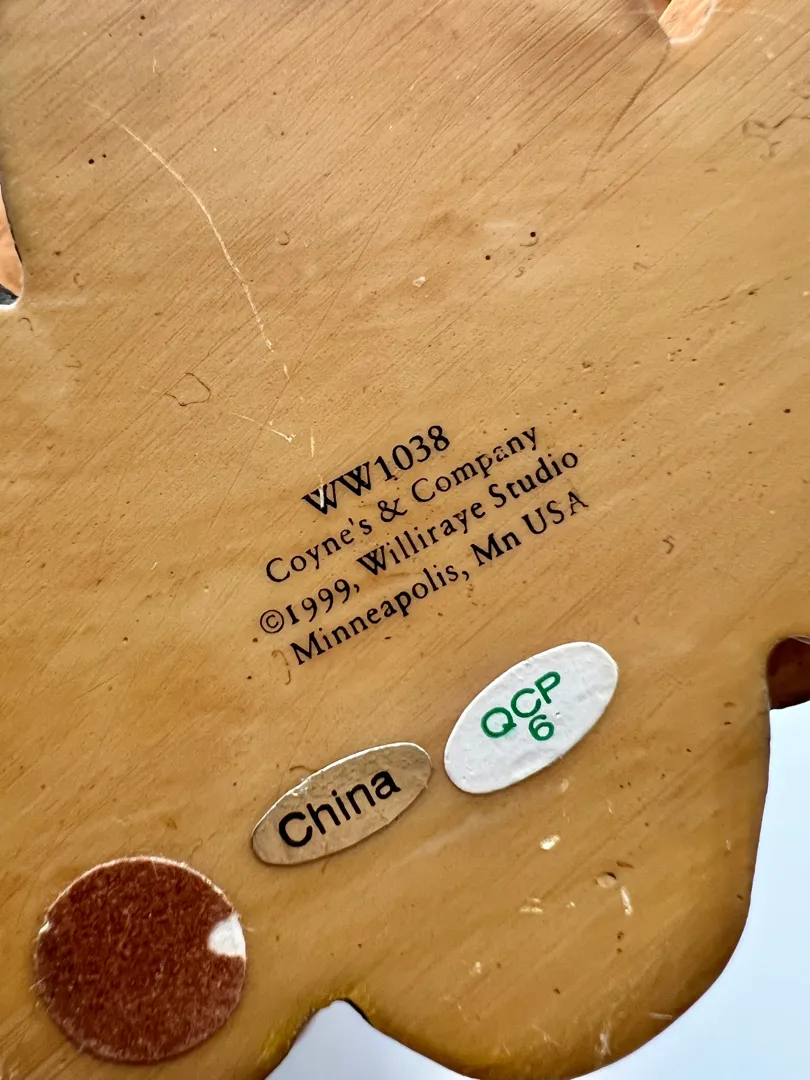 WW1038
Coyne's & Company
©1999, Williraye Studio
Minneapolis, Mn USA
QCP
6
China